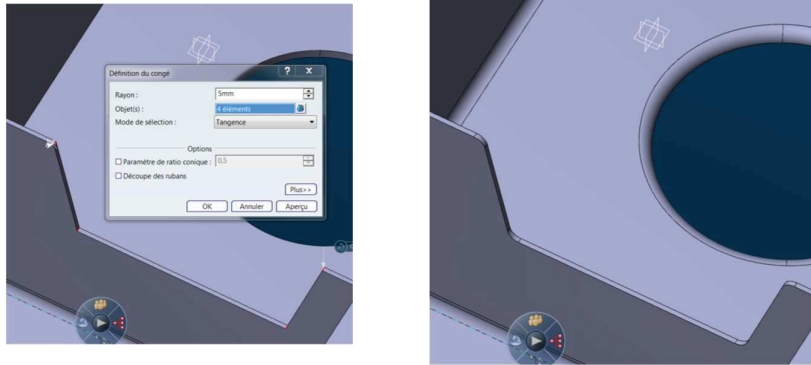 Définition du congé
? X
Rayon :
5mm
Objet(s) :
4 éléments
Mode de sélection :
Tangence
Options
Paramètre de ratio conique :
0,5
Découpe des rubans
Plus>>
OK
Annuler
Aperçu